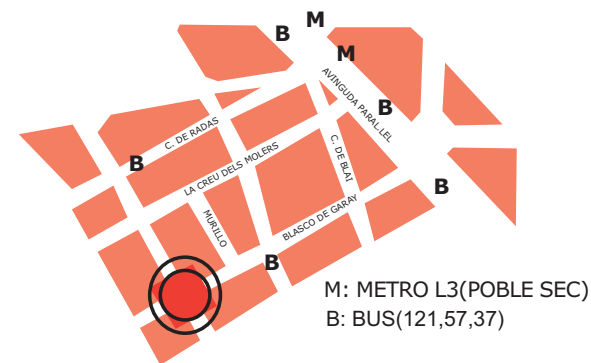 M
B
M
AVINGUDA PARAL.LEL
B
C. DE RADAS
B
LA CREU DELS MOLERS
C. DE BLAI
B
MURILLO
BLASCO DE GARAY
B
M: METRO L3(POBLE SEC)
B: BUS(121,57,37)